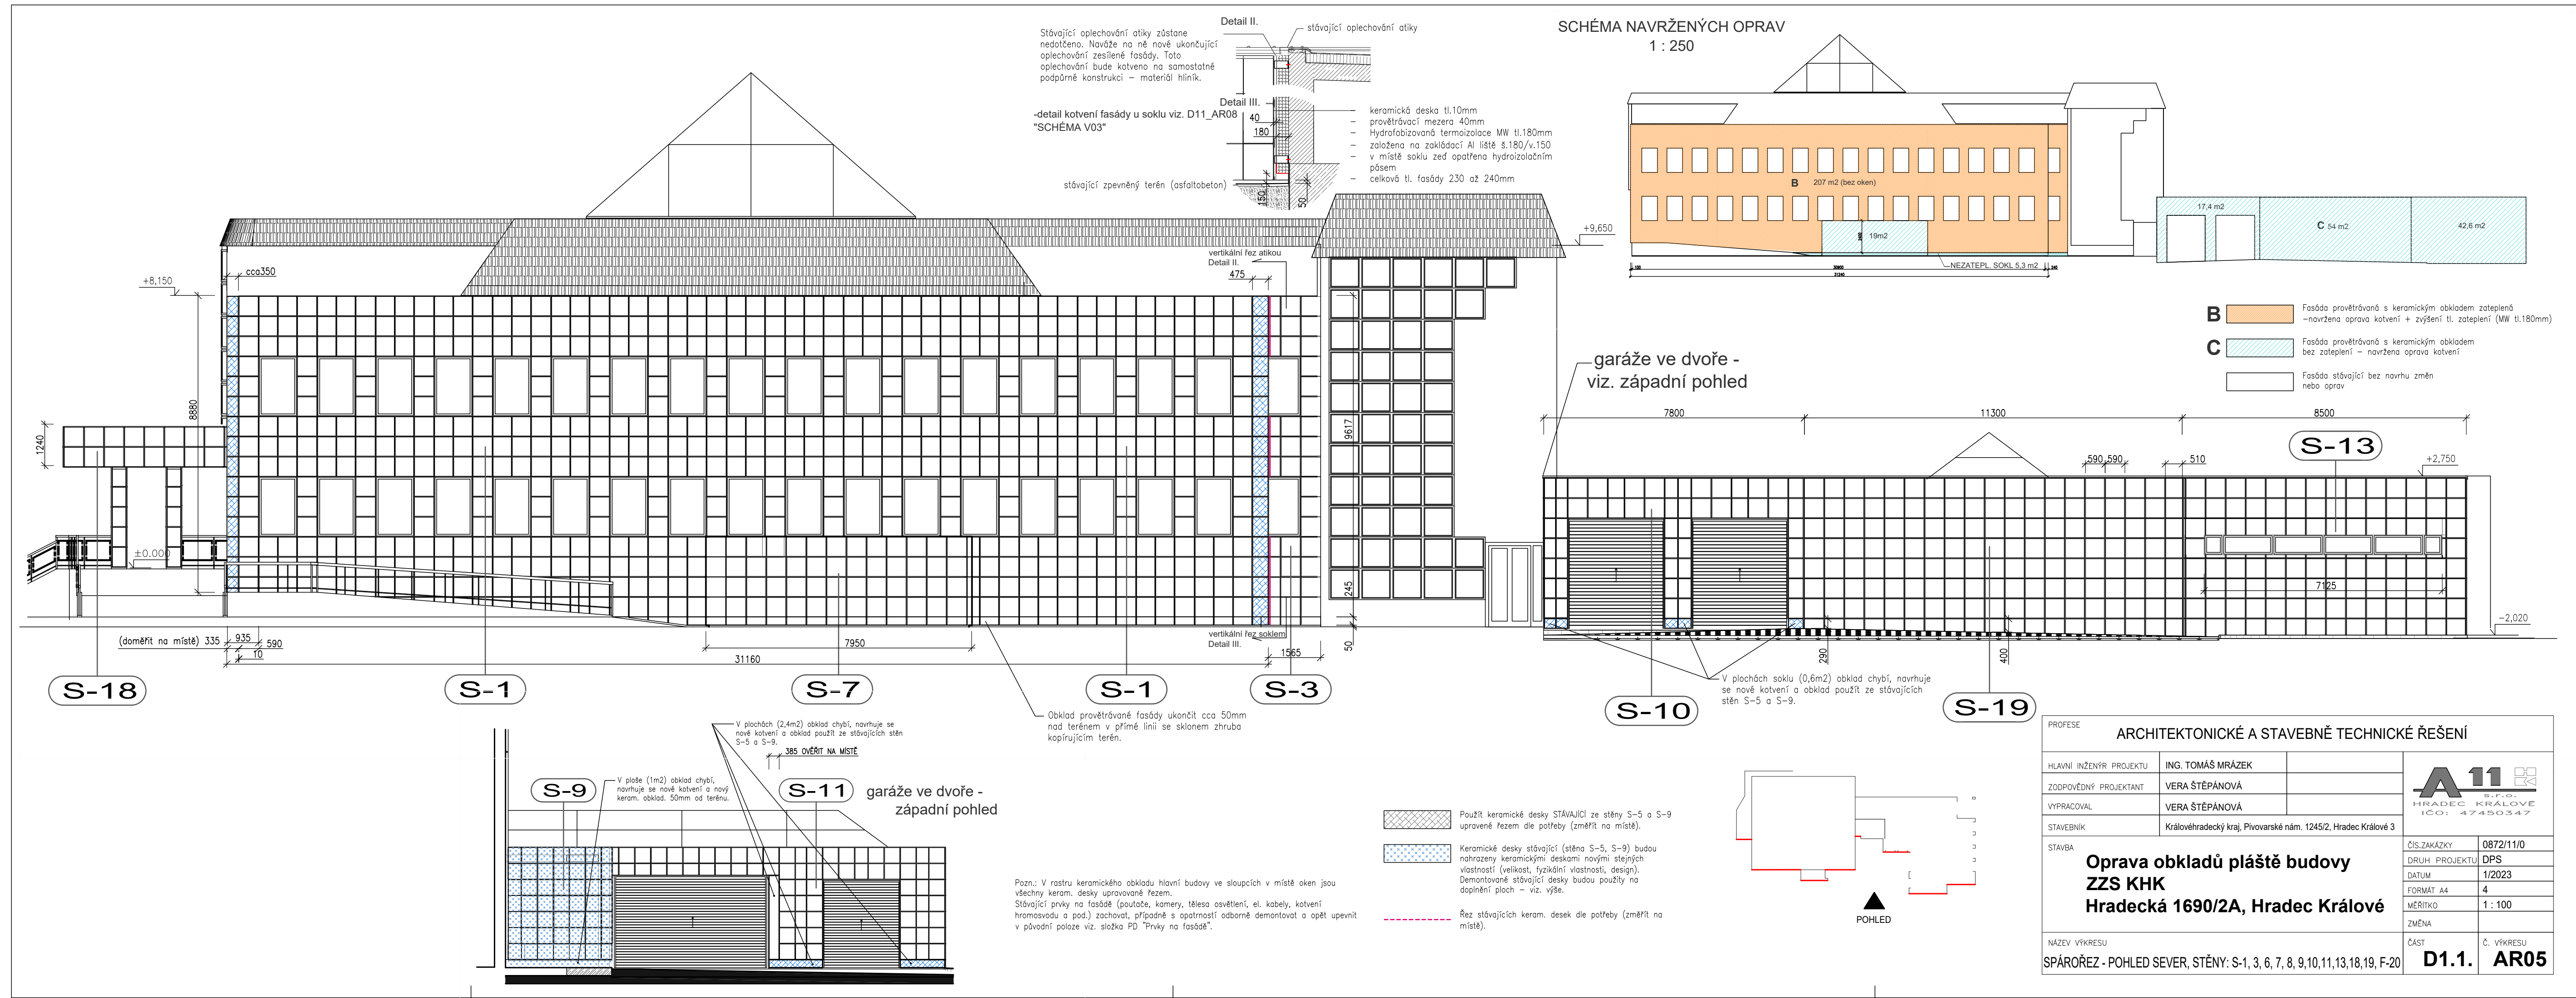 Detail II.
stávající oplechování atiky
Stávající oplechování atiky zůstane
nedotčeno. Naváže na ně nové ukončující
oplechování zesílené fasády. Toto
oplechování bude kotveno na samostatné
podpůrné konstrukci – materiál hliník.
Detail III.
-detail kotvení fasády u soklu viz. D11_AR08
"SCHÉMA V03"
40
180
– keramická deska tl.10mm
– provětrávací mezera 40mm
– Hydrofobizovaná termoizolace MW tl.180mm
– založena na zakládací Al liště š.180/v.150
– v místě soklu zeď opatřena hydroizolačním
pásem
– celková tl. fasády 230 až 240mm
stávající zpevněný terén (asfaltobeton)
150
50
SCHÉMA NAVRŽENÝCH OPRAV
1 : 250
B 207 m2 (bez oken)
19m2
17,4 m2
C 54 m2
42,6 m2
NEZATEPL. SOKL 5,3 m2
100
30900
240
31240
B
Fasáda provětrávaná s keramickým obkladem zateplená
–navržena oprava kotvení + zvýšení tl. zateplení (MW tl.180mm)
C
Fasáda provětrávaná s keramickým obkladem
bez zateplení – navržena oprava kotvení
Fasáda stávající bez navrhu změn
nebo oprav
+9,650
+8,150
cca350
vertikální řez atikou
Detail II.
475
8880
1240
±0.000
9617
245
50
vertikální řez soklem
Detail III.
(doměřit na místě) 335
935
590
10
7950
31160
1565
S-18
S-1
S-7
S-1
S-3
Obklad provětrávané fasády ukončit cca 50mm
nad terénem v přímé linii se sklonem zhruba
kopírujícím terén.
garáže ve dvoře -
viz. západní pohled
7800
11300
8500
S-13
590
590
510
+2,750
7125
-2,020
290
400
V plochách soklu (0,6m2) obklad chybí, navrhuje
se nové kotvení a obklad použít ze stávajících
stěn S–5 a S–9.
S-10
S-19
V plochách (2,4m2) obklad chybí, navrhuje se
nové kotvení a obklad použít ze stávajících stěn
S–5 a S–9.
385 OVĚŘIT NA MÍSTĚ
S-9
V ploše (1m2) obklad chybí,
navrhuje se nové kotvení a nový
keram. obklad. 50mm od terénu.
S-11
garáže ve dvoře -
západní pohled
Pozn.: V rastru keramického obkladu hlavní budovy ve sloupcích v místě oken jsou
všechny keram. desky upravované řezem.
Stávající prvky na fasádě (poutače, kamery, tělesa osvětlení, el. kabely, kotvení
hromosvodu a pod.) zachovat, případně s opatrností odborně demontovat a opět upevnit
v původní poloze viz. složka PD "Prvky na fasádě".
Použít keramické desky STÁVAJÍCÍ ze stěny S–5 a S–9
upravené řezem dle potřeby (změřit na místě).
Keramické desky stávající (stěna S–5, S–9) budou
nahrazeny keramickými deskami novými stejných
vlastností (velikost, fyzikální vlastnosti, design).
Demontované stávající desky budou použity na
doplnění ploch – viz. výše.
Řez stávajících keram. desek dle potřeby (změřit na
místě).
POHLED
PROFESE
ARCHITEKTONICKÉ A STAVEBNĚ TECHNICKÉ ŘEŠENÍ
HLAVNÍ INŽENÝR PROJEKTU ING. TOMÁŠ MRÁZEK
ZODPOVĚDNÝ PROJEKTANT VERA ŠTĚPÁNOVÁ
VYPRACOVAL VERA ŠTĚPÁNOVÁ
STAVEBNÍK Královéhradecký kraj, Pivovarské nám. 1245/2, Hradec Králové 3
A 11
s.r.o.
HRADEC KRÁLOVÉ
IČO: 47450347
STAVBA
Oprava obkladů pláště budovy
ZZS KHK
Hradecká 1690/2A, Hradec Králové
ČÍS.ZAKÁZKY 0872/11/0
DRUH PROJEKTU DPS
DATUM 1/2023
FORMÁT A4 4
MĚŘÍTKO 1 : 100
ZMĚNA
NÁZEV VÝKRESU
SPÁROŘEZ - POHLED SEVER, STĚNY: S-1, 3, 6, 7, 8, 9,10,11,13,18,19, F-20
ČÁST
D1.1.
Č. VÝKRESU
AR05